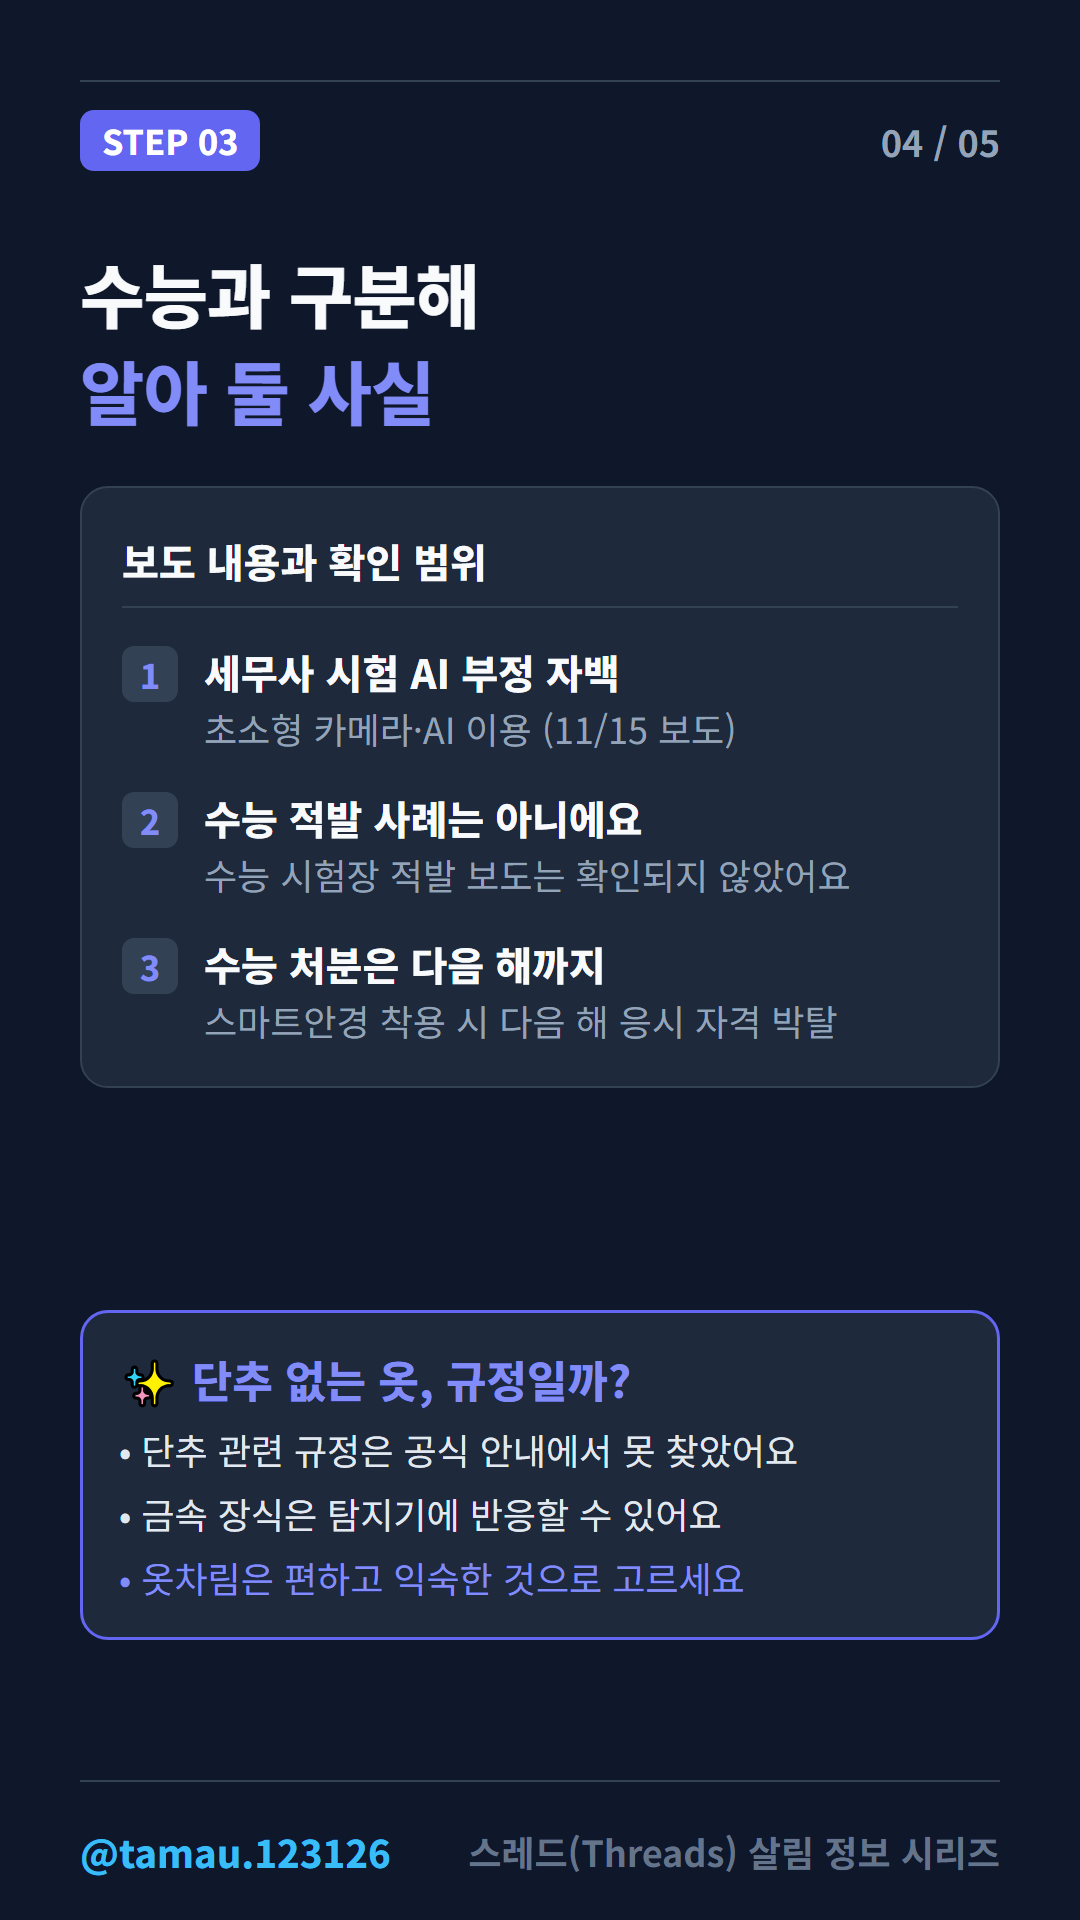 STEP 03
04 / 05
수능과 구분해
알아 둘 사실
보도 내용과 확인 범위
1 세무사 시험 AI 부정 자백
초소형 카메라·AI 이용 (11/15 보도)
2 수능 적발 사례는 아니에요
수능 시험장 적발 보도는 확인되지 않았어요
3 수능 처분은 다음 해까지
스마트안경 착용 시 다음 해 응시 자격 박탈
✨ 단추 없는 옷, 규정일까?
• 단추 관련 규정은 공식 안내에서 못 찾았어요
• 금속 장식은 탐지기에 반응할 수 있어요
• 옷차림은 편하고 익숙한 것으로 고르세요
@tamau.123126
스레드(Threads) 살림 정보 시리즈